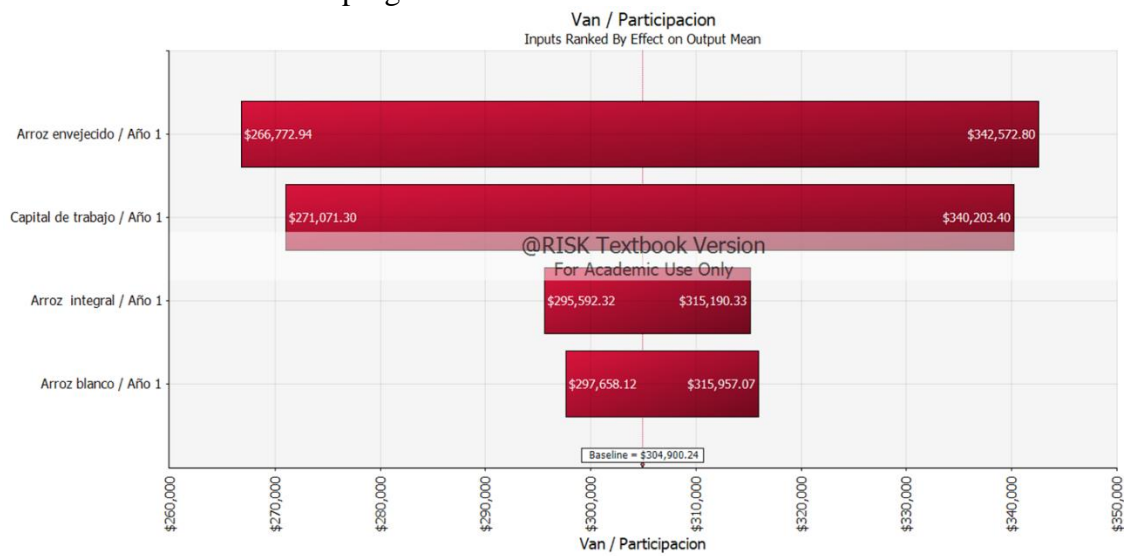 Van / Participacion
Inputs Ranked By Effect on Output Mean
Arroz envejecido / Año 1
$266,772.94
$342,572.80
Capital de trabajo / Año 1
$271,071.30
$340,203.40
@RISK Textbook Version
For Academic Use Only
Arroz  integral / Año 1
$295,592.32
$315,190.33
Arroz blanco / Año 1
$297,658.12
$315,957.07
Baseline = $304,900.24
$260,000
$270,000
$280,000
$290,000
$300,000
$310,000
$320,000
$330,000
$340,000
$350,000
Van / Participacion